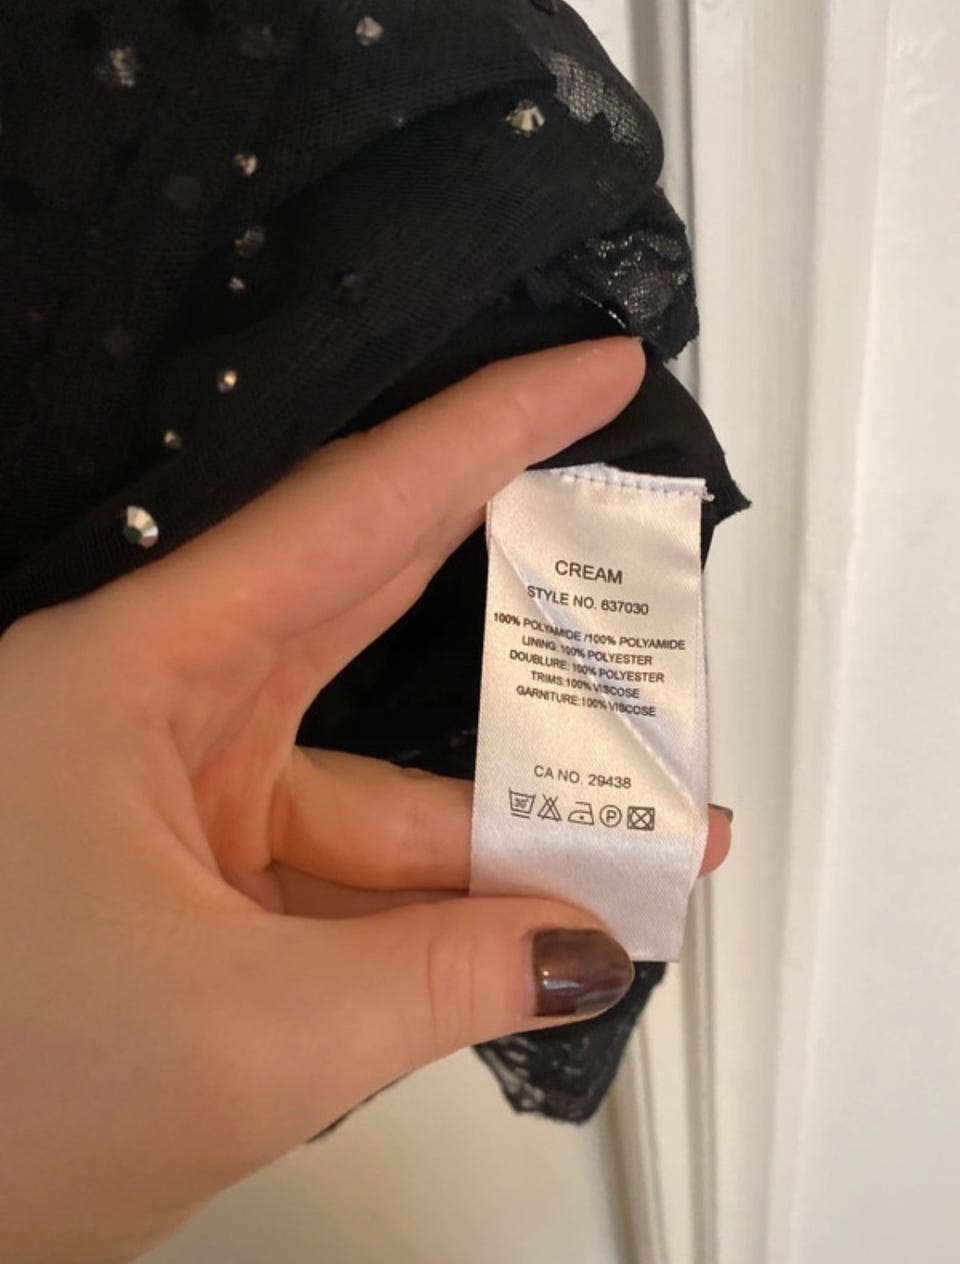 CREAM
STYLE NO. 637030
100% POLYAMIDE /100% POLYAMIDE
LINING: 100% POLYESTER
DOUBLURE: 100% POLYESTER
TRIMS:100% VISCOSE
GARNITURE:100% VISCOSE
CA NO. 29438
30° P